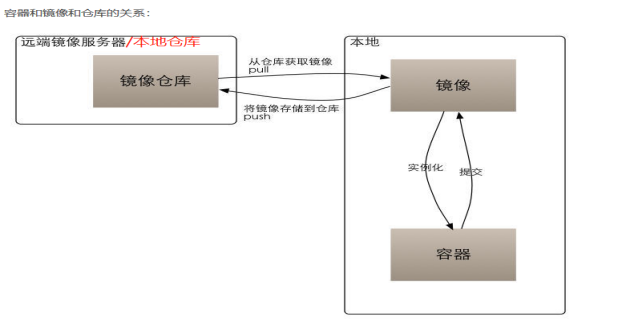 容器和镜像和仓库的关系：
远端镜像服务器/本地仓库
镜像仓库
从仓库获取镜像
pull
将镜像存储到仓库
push
本地
镜像
实例化
提交
容器